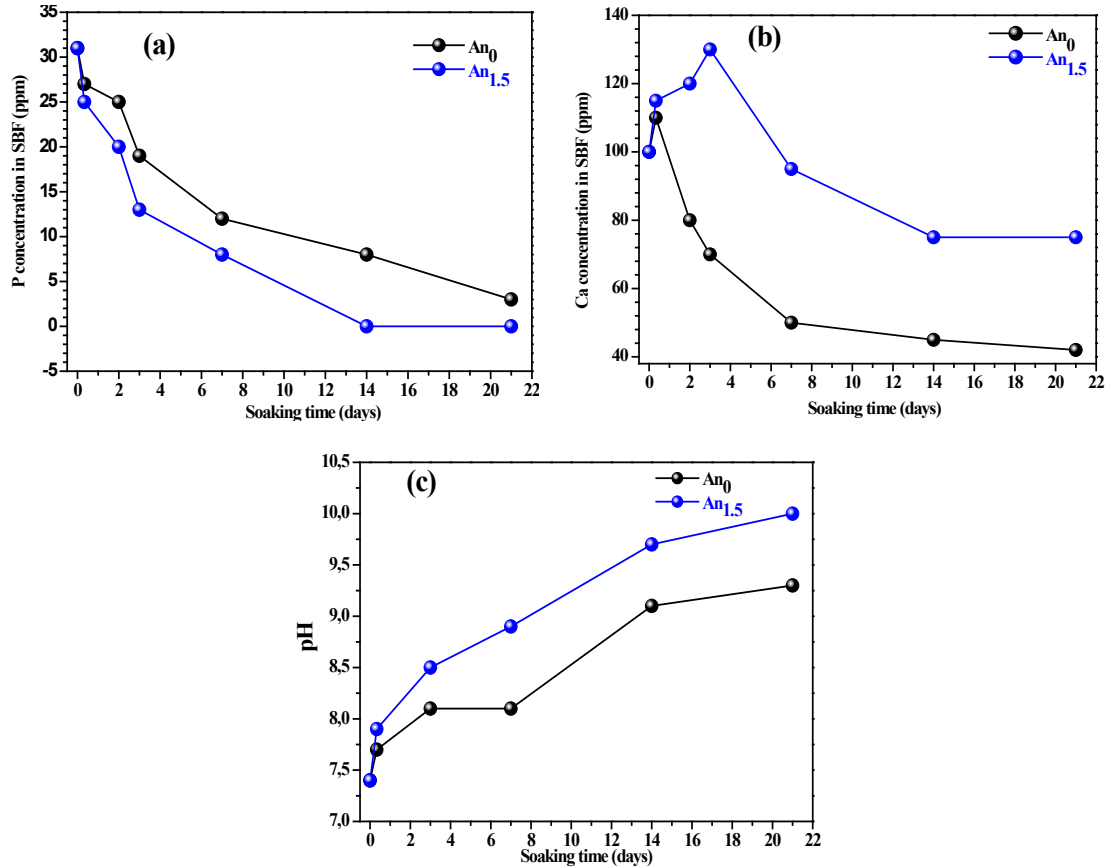 (a)
An0
An1.5
35
30
25
20
15
10
5
0
-5
P concentration in SBF (ppm)
0 2 4 6 8 10 12 14 16 18 20 22
Soaking time (days)
(b)
An0
An1.5
140
120
100
80
60
40
Ca concentration in SBF (ppm)
0 2 4 6 8 10 12 14 16 18 20 22
Soaking time (days)
(c)
An0
An1.5
10,5
10,0
9,5
9,0
8,5
8,0
7,5
7,0
pH
0 2 4 6 8 10 12 14 16 18 20 22
Soaking time (days)